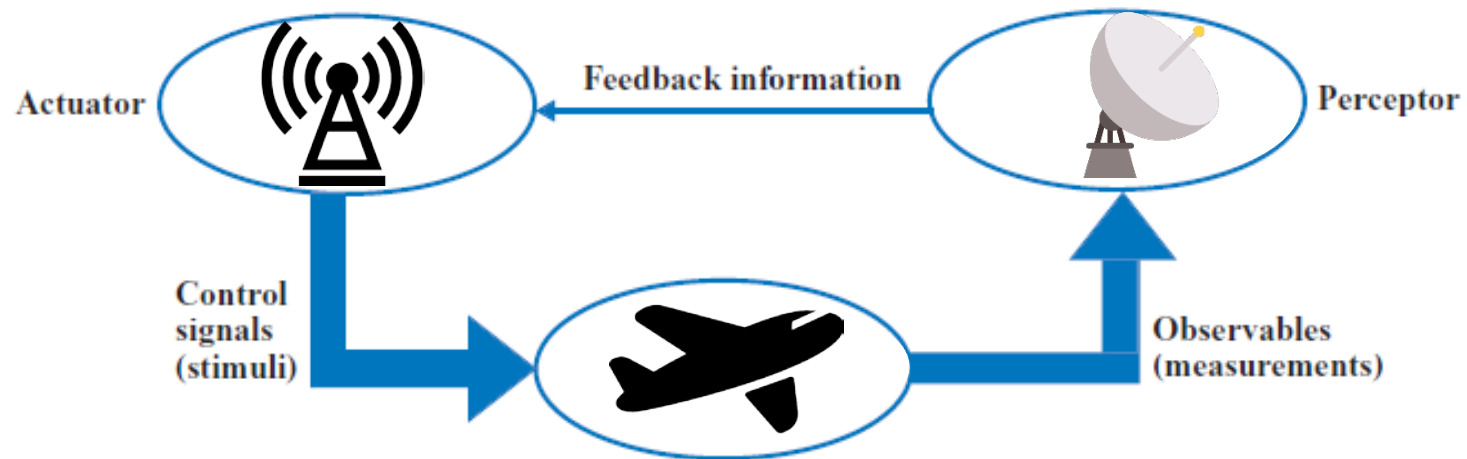 Actuator
Feedback information
Perceptor
Control
signals
(stimuli)
Observables
(measurements)